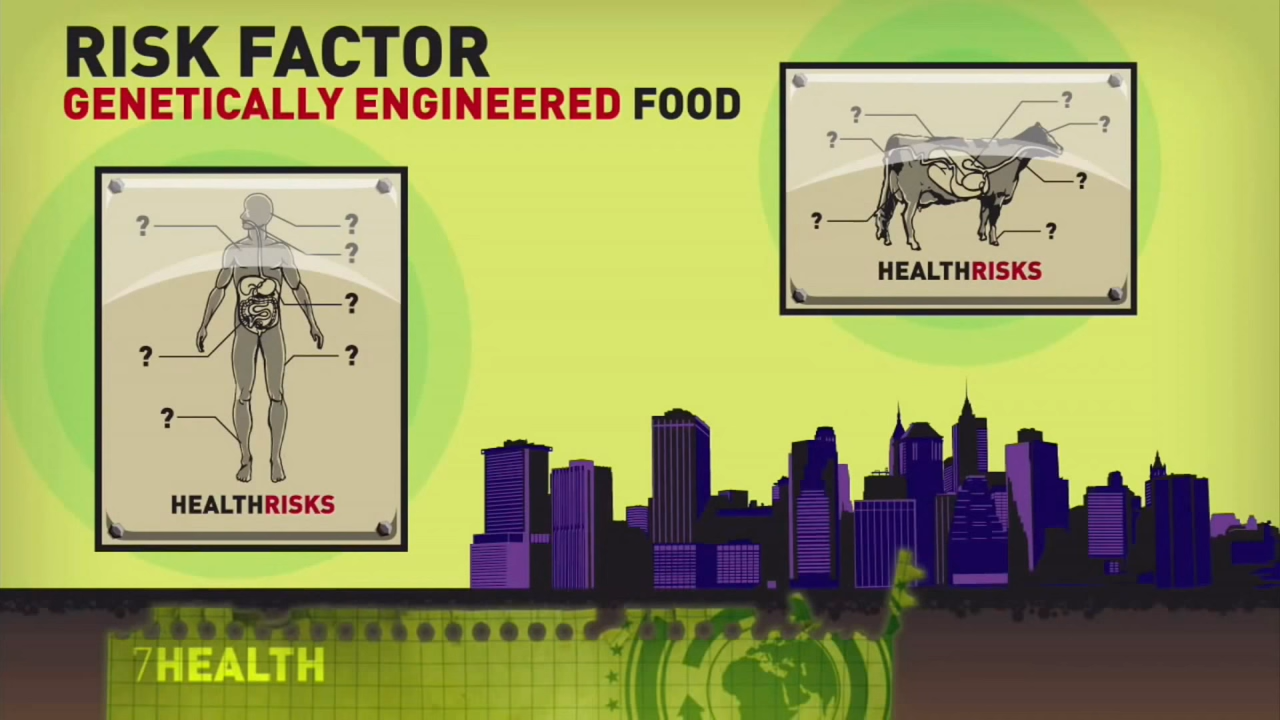 RISK FACTOR
GENETICALLY ENGINEERED FOOD
?
?
?
?
?
?
?
HEALTHRISKS
?
?
?
?
?
?
?
HEALTHRISKS
7HEALTH